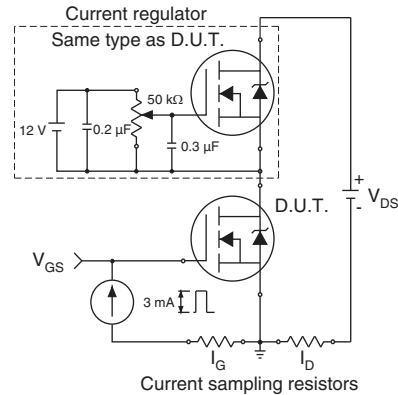 Current regulator
Same type as D.U.T.
50 kΩ
12 V
0.2 µF
0.3 µF
+
V_DS
-
D.U.T.
V_GS
3 mA
I_G
I_D
Current sampling resistors